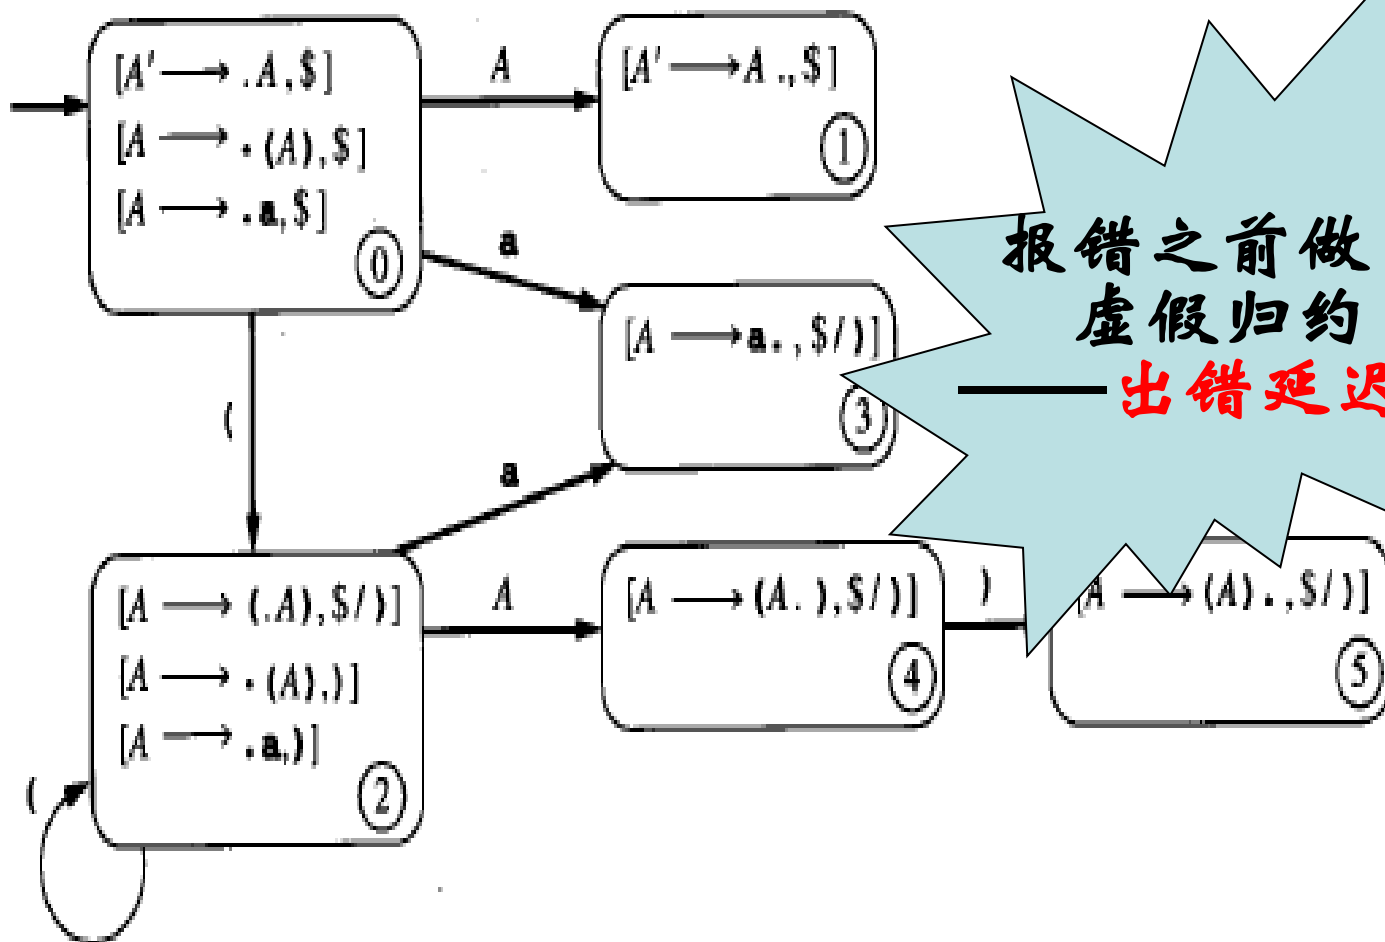 [A' → .A,$]
[A → .(A),$]
[A → .a,$]
0
A
[A' → A.,$]
1
a
报错之前做
虚假归约
——出错延迟
[A → a.,$/)]
3
(
a
[A → (.A),$/)]
[A → .(A),)]
[A → .a,)]
2
(
A
[A → (A.),$/)]
4
)
[A → (A).,$/)]
5